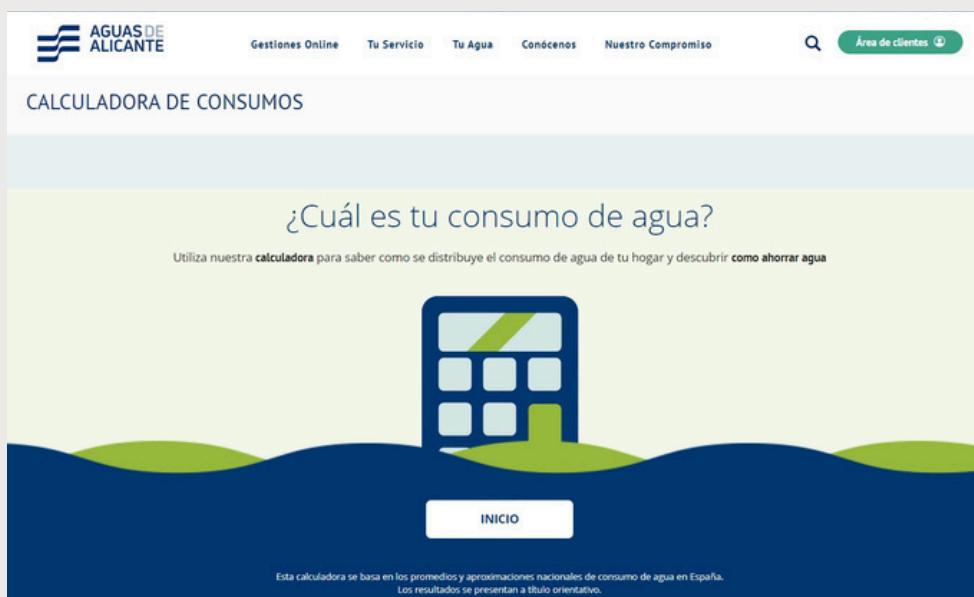 AGUAS DE
ALICANTE
Gestiones Online
Tu Servicio
Tu Agua
Conócenos
Nuestro Compromiso
Área de clientes
CALCULADORA DE CONSUMOS
¿Cuál es tu consumo de agua?
Utiliza nuestra calculadora para saber como se distribuye el consumo de agua de tu hogar y descubrir como ahorrar agua
INICIO
Esta calculadora se basa en los promedios y aproximaciones nacionales de consumo de agua en España.
Los resultados se presentan a título orientativo.